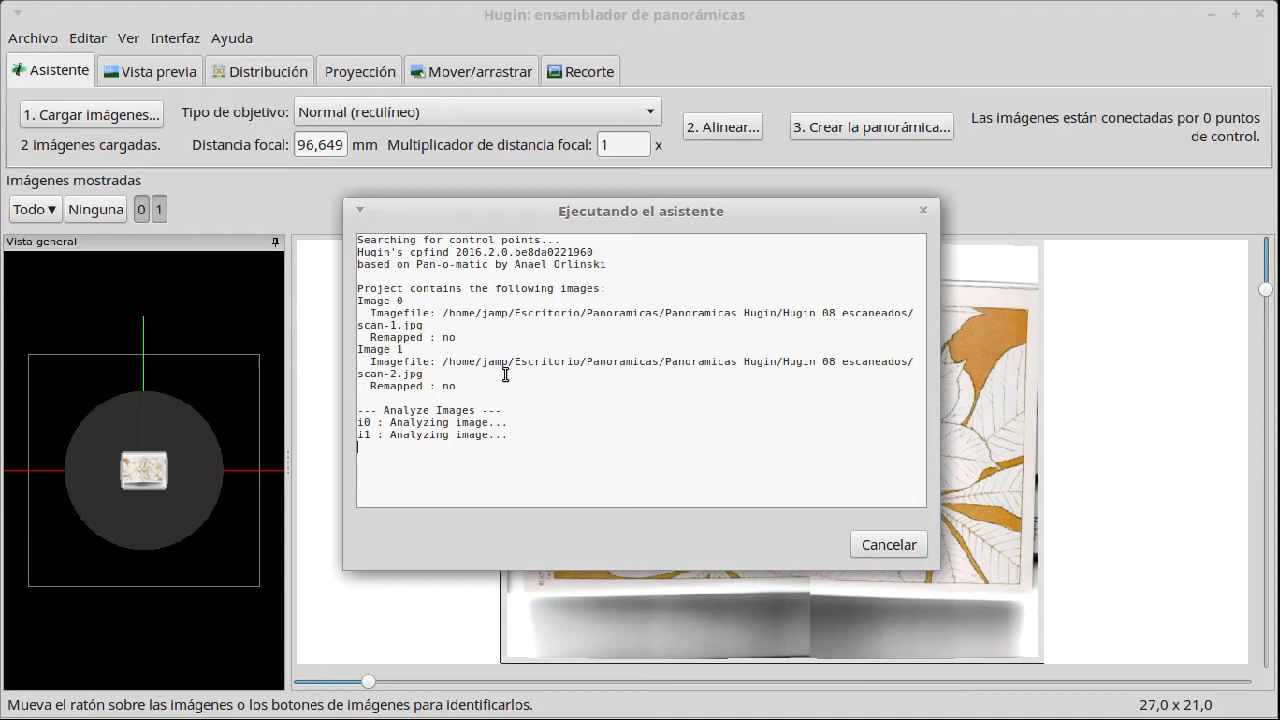 Hugin: ensamblador de panorámicas
Archivo Editar Ver Interfaz Ayuda
Asistente Vista previa Distribución Proyección Mover/arrastrar Recorte
1. Cargar imágenes... Tipo de objetivo: Normal (rectilíneo) 2. Alinear... 3. Crear la panorámica... Las imágenes están conectadas por 0 puntos
de control.
2 imágenes cargadas. Distancia focal: 96,649 mm Multiplicador de distancia focal: 1 x
Imágenes mostradas
Todo Ninguna 0 1
Vista general
Ejecutando el asistente
Searching for control points...
Hugin's cpfind 2016.2.0.be8da0221960
based on Pan-o-matic by Anael Orlinski
Project contains the following images:
Image 0
Imagefile: /home/jamp/Escritorio/Panoramicas/Panoramicas Hugin/Hugin 08 escaneados/
scan-1.jpg
Remapped : no
Image 1
Imagefile: /home/jamp/Escritorio/Panoramicas/Panoramicas Hugin/Hugin 08 escaneados/
scan-2.jpg
Remapped : no
--- Analyze Images ---
i0 : Analyzing image...
i1 : Analyzing image...
Cancelar
Mueva el ratón sobre las imágenes o los botones de imágenes para identificarlos. 27,0 x 21,0